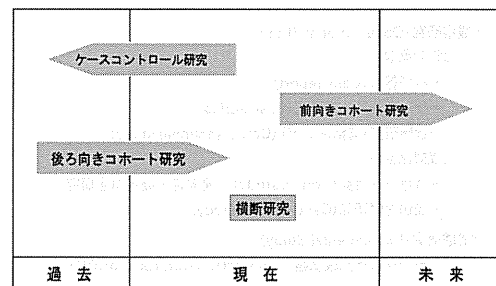 ケースコントロール研究
前向きコホート研究
後ろ向きコホート研究
横断研究
過去 現在 未来